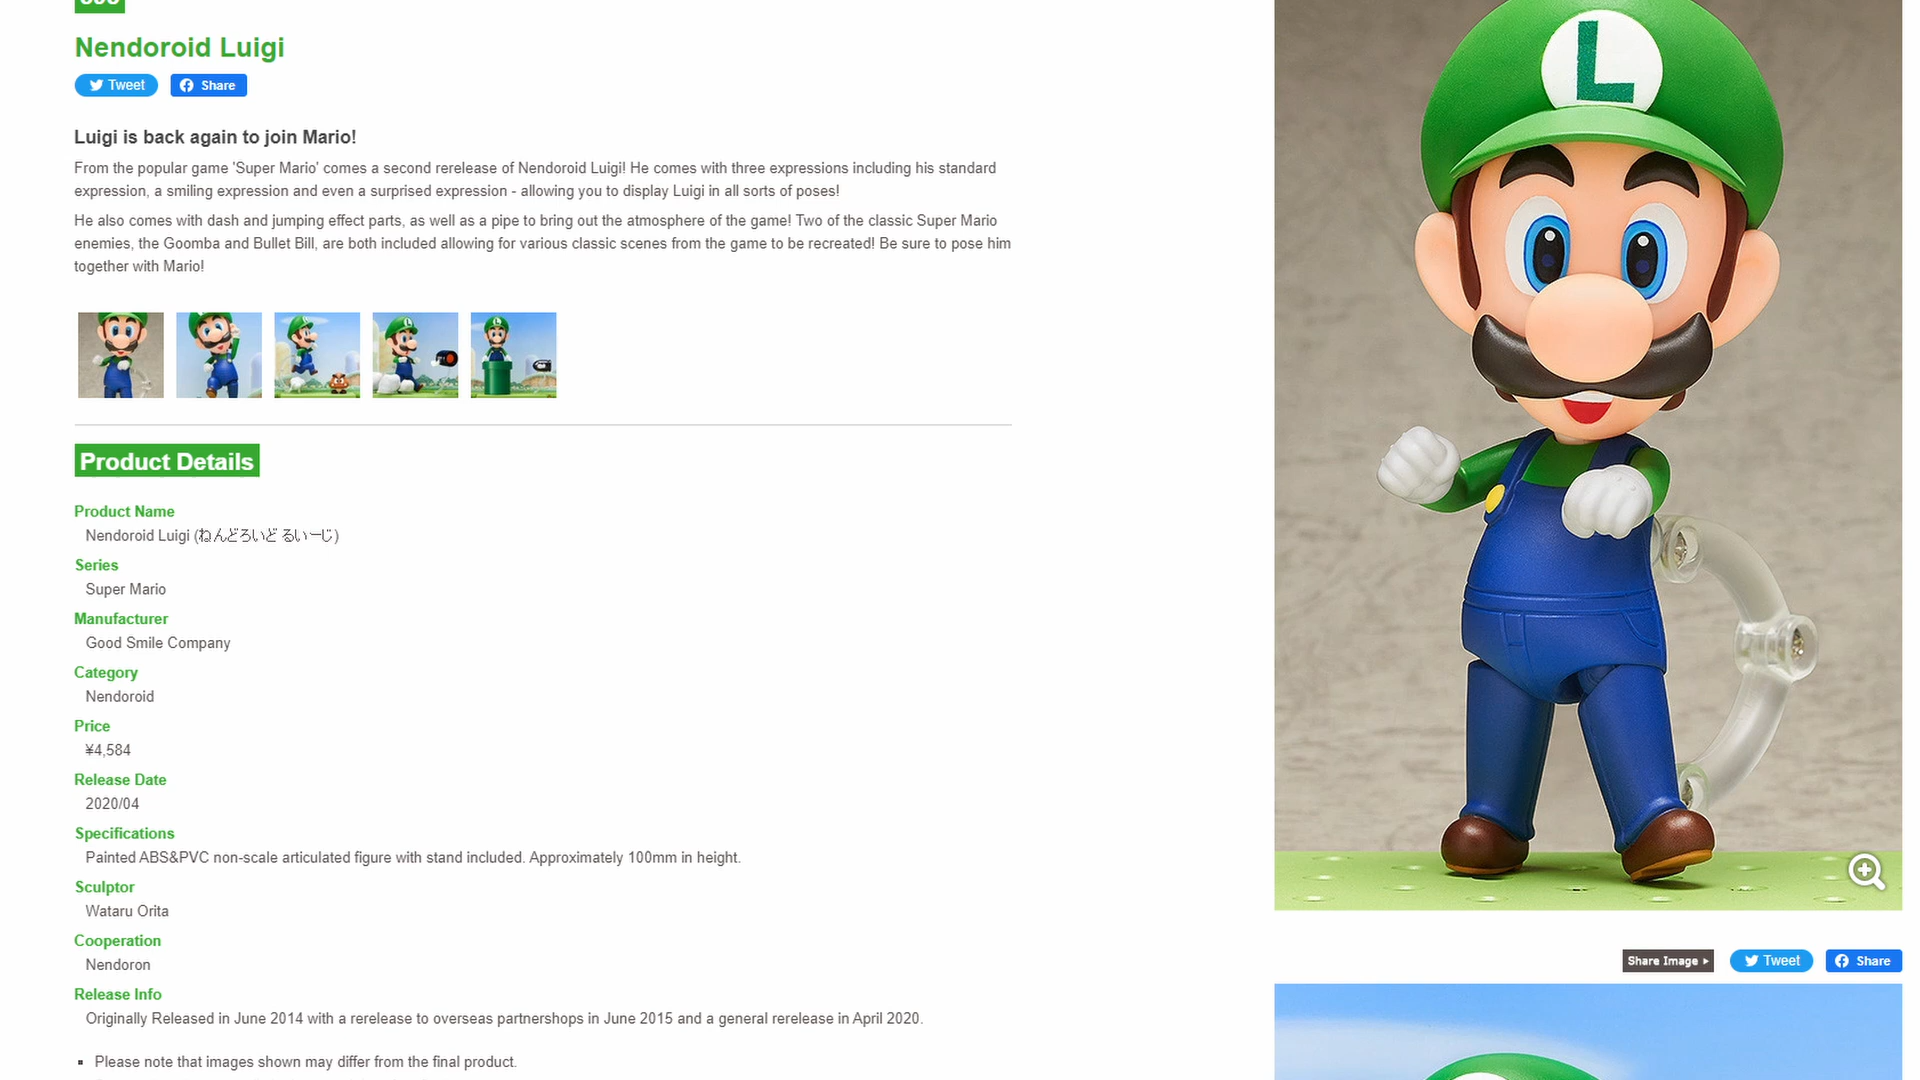 Nendoroid Luigi
Tweet
Share
Luigi is back again to join Mario!
From the popular game 'Super Mario' comes a second rerelease of Nendoroid Luigi! He comes with three expressions including his standard
expression, a smiling expression and even a surprised expression - allowing you to display Luigi in all sorts of poses!
He also comes with dash and jumping effect parts, as well as a pipe to bring out the atmosphere of the game! Two of the classic Super Mario
enemies, the Goomba and Bullet Bill, are both included allowing for various classic scenes from the game to be recreated! Be sure to pose him
together with Mario!
Product Details
Product Name
Nendoroid Luigi (ねんどろいど るいーじ)
Series
Super Mario
Manufacturer
Good Smile Company
Category
Nendoroid
Price
¥4,584
Release Date
2020/04
Specifications
Painted ABS&PVC non-scale articulated figure with stand included. Approximately 100mm in height.
Sculptor
Wataru Orita
Cooperation
Nendoron
Release Info
Originally Released in June 2014 with a rerelease to overseas partnershops in June 2015 and a general rerelease in April 2020.
Please note that images shown may differ from the final product.
L
Share Image
Tweet
Share